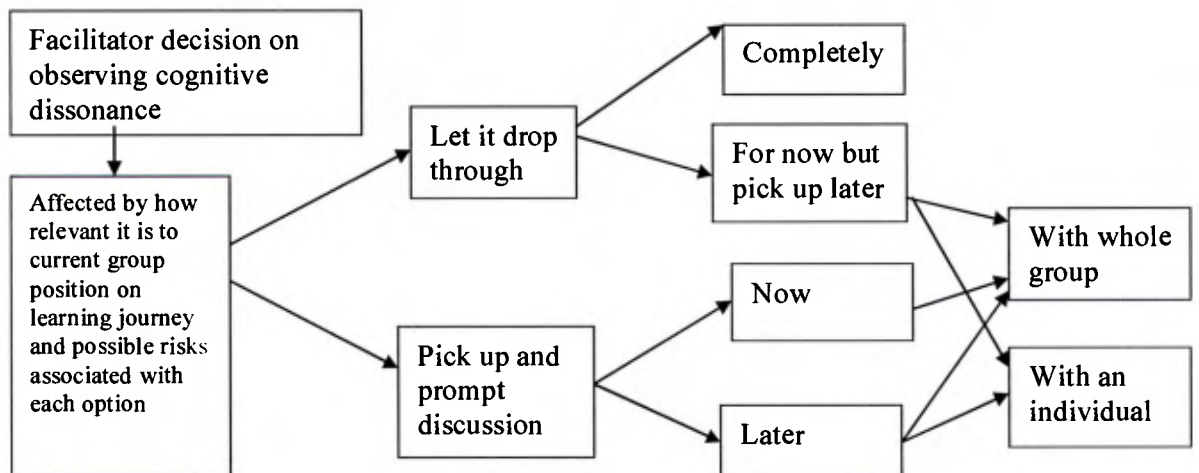 Facilitator decision on
observing cognitive
dissonance
Affected by how
relevant it is to
current group
position on
learning journey
and possible risks
associated with
each option
Let it drop
through
Pick up and
prompt
discussion
Completely
For now but
pick up later
Now
Later
With whole
group
With an
individual